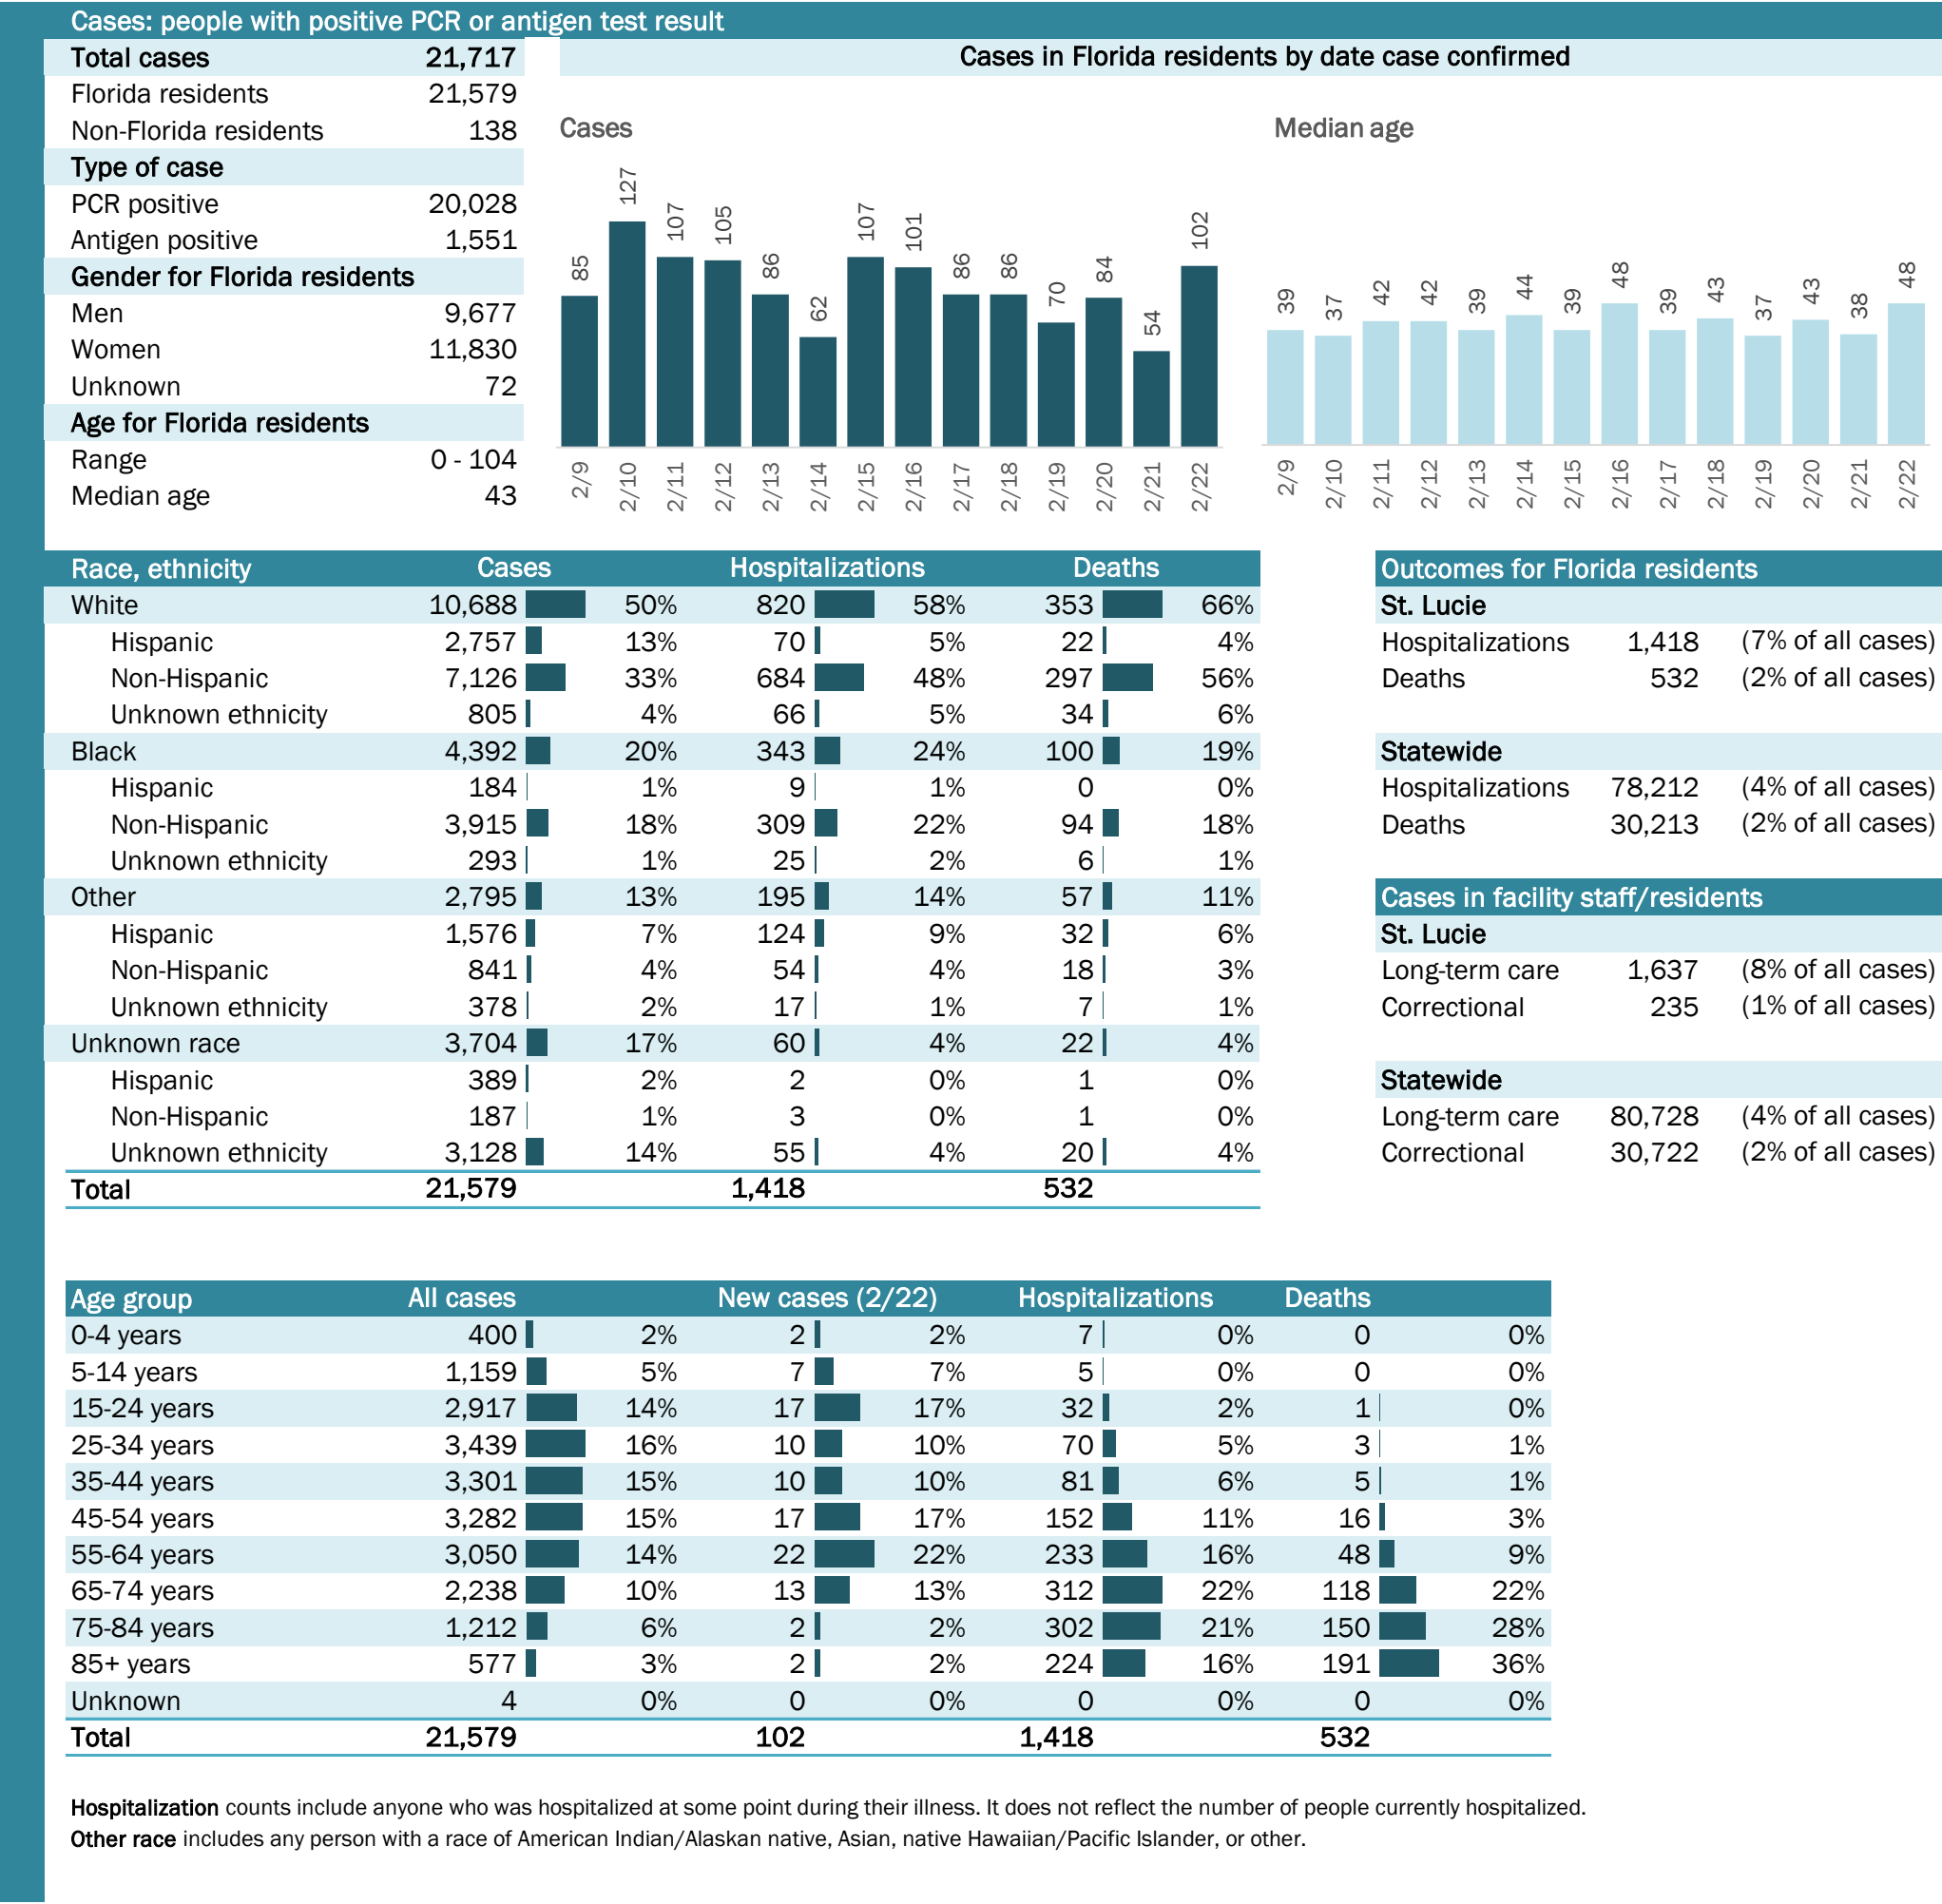 Cases: people with positive PCR or antigen test result
Total cases 21,717
Florida residents 21,579
Non-Florida residents 138
Type of case
PCR positive 20,028
Antigen positive 1,551
Gender for Florida residents
Men 9,677
Women 11,830
Unknown 72
Age for Florida residents
Range 0 - 104
Median age 43
Cases in Florida residents by date case confirmed
Cases
85 127 107 105 86 62 107 101 86 86 70 84 54 102
2/9 2/10 2/11 2/12 2/13 2/14 2/15 2/16 2/17 2/18 2/19 2/20 2/21 2/22
Median age
39 37 42 42 39 44 39 48 39 43 37 43 38 48
2/9 2/10 2/11 2/12 2/13 2/14 2/15 2/16 2/17 2/18 2/19 2/20 2/21 2/22
Race, ethnicity Cases Hospitalizations Deaths
White 10,688 50% 820 58% 353 66%
Hispanic 2,757 13% 70 5% 22 4%
Non-Hispanic 7,126 33% 684 48% 297 56%
Unknown ethnicity 805 4% 66 5% 34 6%
Black 4,392 20% 343 24% 100 19%
Hispanic 184 1% 9 1% 0 0%
Non-Hispanic 3,915 18% 309 22% 94 18%
Unknown ethnicity 293 1% 25 2% 6 1%
Other 2,795 13% 195 14% 57 11%
Hispanic 1,576 7% 124 9% 32 6%
Non-Hispanic 841 4% 54 4% 18 3%
Unknown ethnicity 378 2% 17 1% 7 1%
Unknown race 3,704 17% 60 4% 22 4%
Hispanic 389 2% 2 0% 1 0%
Non-Hispanic 187 1% 3 0% 1 0%
Unknown ethnicity 3,128 14% 55 4% 20 4%
Total 21,579 1,418 532
Outcomes for Florida residents
St. Lucie
Hospitalizations 1,418 (7% of all cases)
Deaths 532 (2% of all cases)
Statewide
Hospitalizations 78,212 (4% of all cases)
Deaths 30,213 (2% of all cases)
Cases in facility staff/residents
St. Lucie
Long-term care 1,637 (8% of all cases)
Correctional 235 (1% of all cases)
Statewide
Long-term care 80,728 (4% of all cases)
Correctional 30,722 (2% of all cases)
Age group All cases New cases (2/22) Hospitalizations Deaths
0-4 years 400 2% 2 2% 7 0% 0 0%
5-14 years 1,159 5% 7 7% 5 0% 0 0%
15-24 years 2,917 14% 17 17% 32 2% 1 0%
25-34 years 3,439 16% 10 10% 70 5% 3 1%
35-44 years 3,301 15% 10 10% 81 6% 5 1%
45-54 years 3,282 15% 17 17% 152 11% 16 3%
55-64 years 3,050 14% 22 22% 233 16% 48 9%
65-74 years 2,238 10% 13 13% 312 22% 118 22%
75-84 years 1,212 6% 2 2% 302 21% 150 28%
85+ years 577 3% 2 2% 224 16% 191 36%
Unknown 4 0% 0 0% 0 0% 0 0%
Total 21,579 102 1,418 532
Hospitalization counts include anyone who was hospitalized at some point during their illness. It does not reflect the number of people currently hospitalized.
Other race includes any person with a race of American Indian/Alaskan native, Asian, native Hawaiian/Pacific Islander, or other.